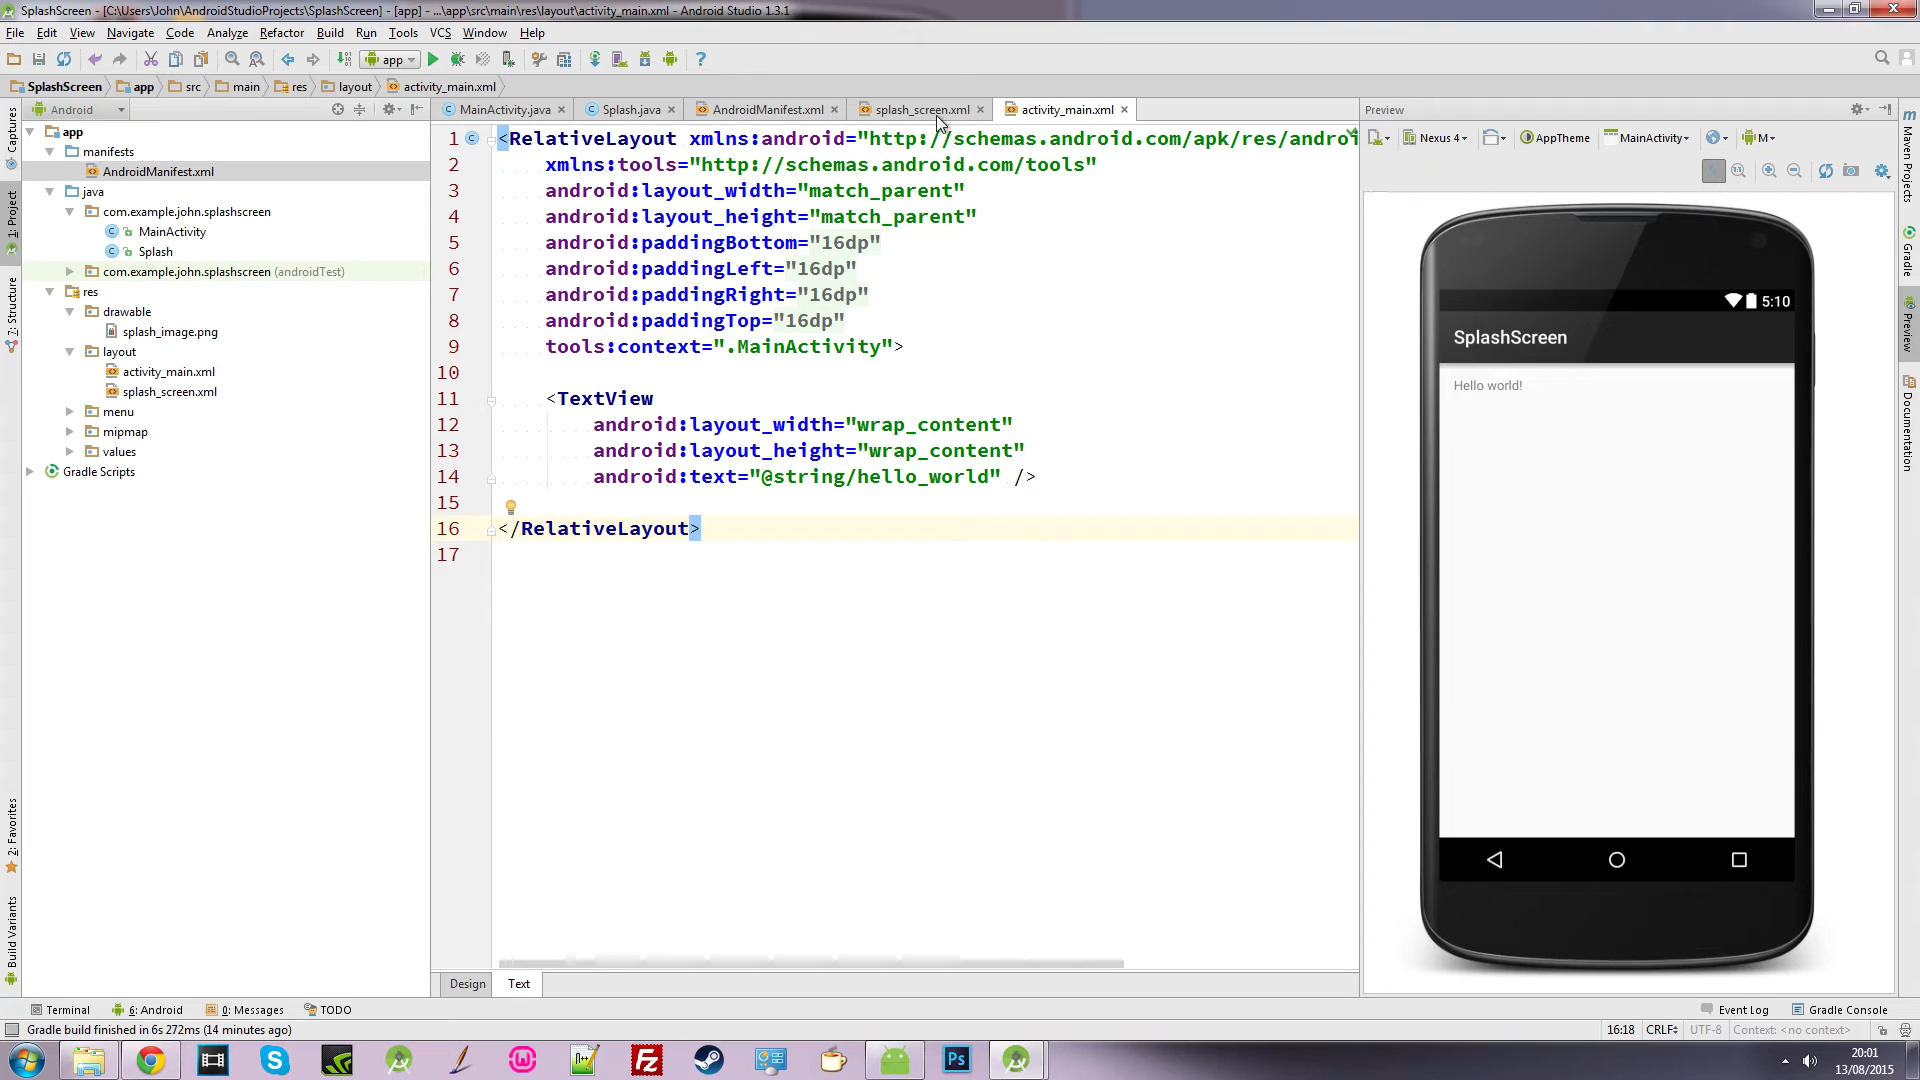 SplashScreen - [C:\Users\John\AndroidStudioProjects\SplashScreen] - [app] - ...\app\src\main\res\layout\activity_main.xml - Android Studio 1.3.1
File Edit View Navigate Code Analyze Refactor Build Run Tools VCS Window Help
app
SplashScreen app src main res layout activity_main.xml
Android
MainActivity.java Splash.java AndroidManifest.xml splash_screen.xml activity_main.xml
Preview
Captures
1: Project
7: Structure
2: Favorites
Build Variants
app
manifests
AndroidManifest.xml
java
com.example.john.splashscreen
MainActivity
Splash
com.example.john.splashscreen (androidTest)
res
drawable
splash_image.png
layout
activity_main.xml
splash_screen.xml
menu
mipmap
values
Gradle Scripts
1 <RelativeLayout xmlns:android="http://schemas.android.com/apk/res/androi
2 xmlns:tools="http://schemas.android.com/tools"
3 android:layout_width="match_parent"
4 android:layout_height="match_parent"
5 android:paddingBottom="16dp"
6 android:paddingLeft="16dp"
7 android:paddingRight="16dp"
8 android:paddingTop="16dp"
9 tools:context=".MainActivity">
10
11 <TextView
12 android:layout_width="wrap_content"
13 android:layout_height="wrap_content"
14 android:text="@string/hello_world" />
15
16 </RelativeLayout>
17
Design Text
Nexus 4 AppTheme MainActivity M
5:10
SplashScreen
Hello world!
Maven Projects
Gradle
Preview
Documentation
Terminal 6: Android 0: Messages TODO
Event Log Gradle Console
Gradle build finished in 6s 272ms (14 minutes ago)
16:18 CRLF UTF-8 Context: <no context>
Fz
Ps
20:01
13/08/2015